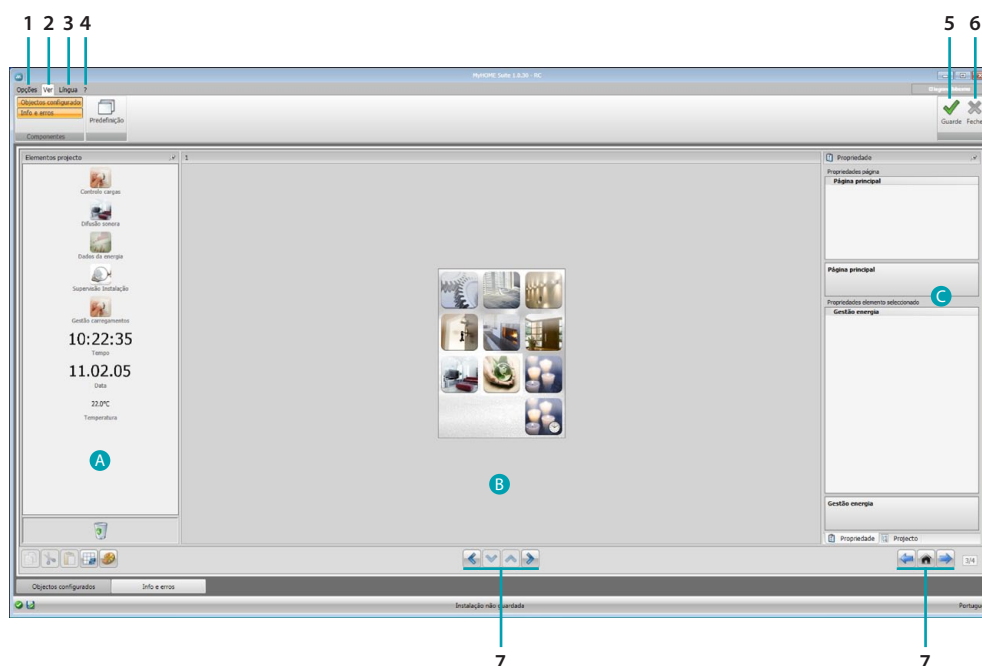 1 2 3 4 5 6
MyHOME Suite 1.0.36 - RC
Opções Ver Língua ?
Objectos configurados
Info e erros
Predefinição
Componentes
Guarde Feche
Elementos projecto
1
Propriedade
Controlo cargas
Difusão sonora
Dados da energia
Supervisão Instalação
Gestão carregamentos
10:22:35
Tempo
11.02.05
Data
22.0°C
Temperatura
A
B
Propriedades página
Página principal
Página principal
C
Propriedades elemento seleccionado
Gestão energia
Gestão energia
Propriedade Projecto
3/4
Objectos configurados Info e erros
Instalação não guardada
7 7